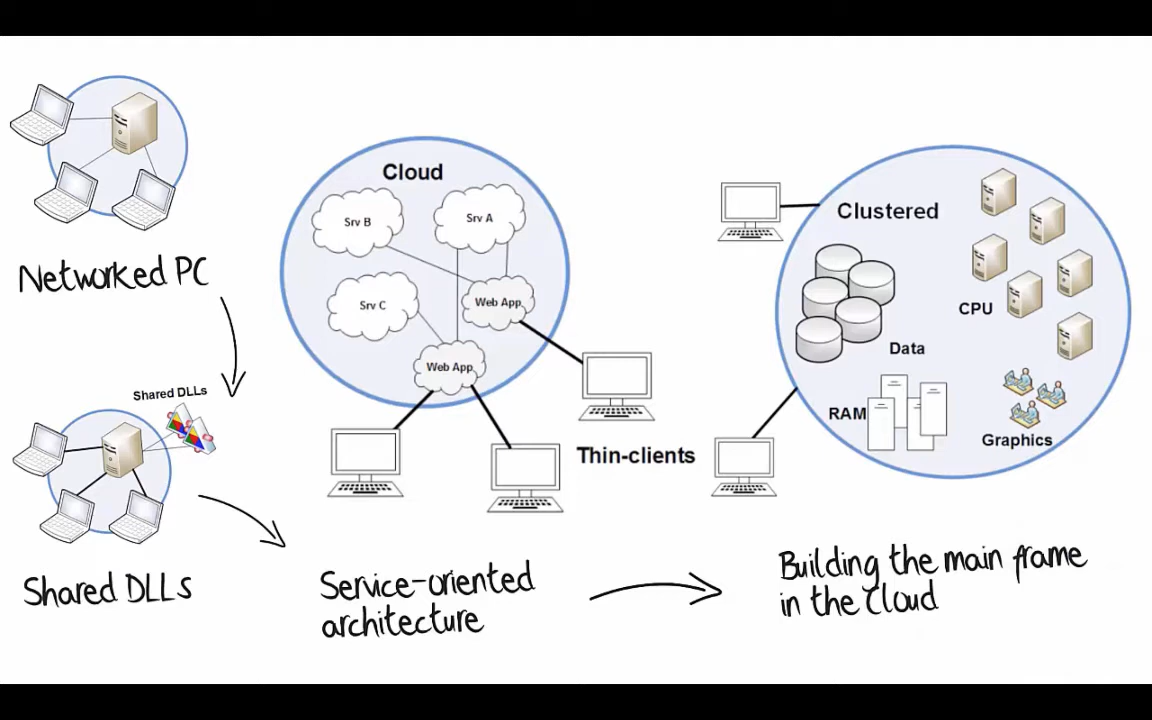 Networked PC
Shared DLLs
Shared DLLs
Cloud
Srv B
Srv A
Srv C
Web App
Web App
Thin-clients
Service-oriented
architecture
Clustered
CPU
Data
RAM
Graphics
Building the main frame
in the Cloud